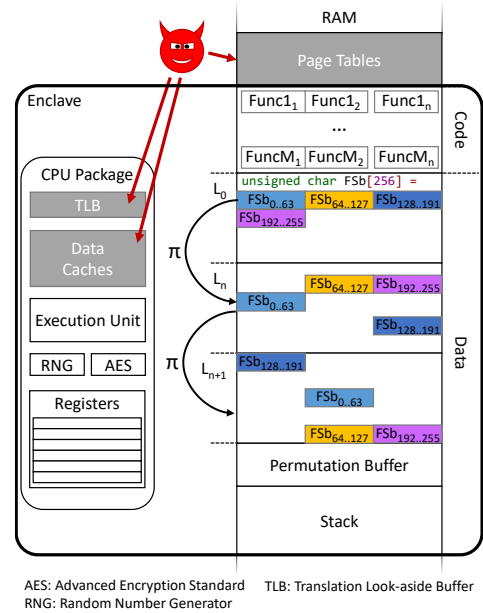 RAM
Page Tables
Enclave
Func1₁ Func1₂ Func1ₙ
...
FuncM₁ FuncM₂ FuncMₙ
Code
CPU Package
TLB
Data
Caches
Execution Unit
RNG AES
Registers
unsigned char FSb[256] =
L₀
FSb₀..₆₃ FSb₆₄..₁₂₇ FSb₁₂₈..₁₉₁
FSb₁₉₂..₂₅₅
π
Lₙ
FSb₆₄..₁₂₇ FSb₁₉₂..₂₅₅
FSb₀..₆₃
FSb₁₂₈..₁₉₁
π
Lₙ₊₁
FSb₁₂₈..₁₉₁
FSb₀..₆₃
FSb₆₄..₁₂₇ FSb₁₉₂..₂₅₅
Data
Permutation Buffer
Stack
AES: Advanced Encryption Standard TLB: Translation Look-aside Buffer
RNG: Random Number Generator